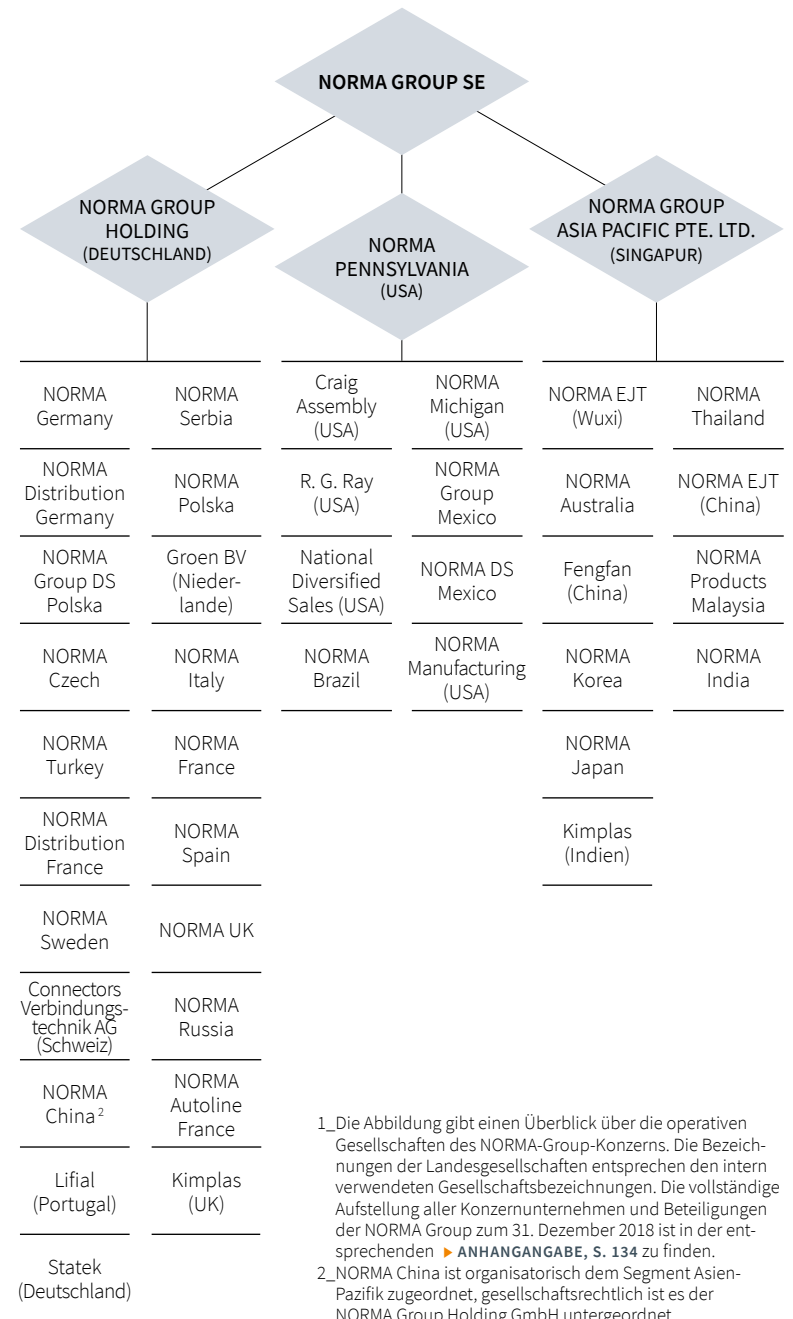 NORMA GROUP SE
NORMA GROUP
HOLDING
(DEUTSCHLAND)
NORMA
PENNSYLVANIA
(USA)
NORMA GROUP
ASIA PACIFIC PTE. LTD.
(SINGAPUR)
NORMA
Germany
NORMA
Distribution
Germany
NORMA
Group DS
Polska
NORMA
Czech
NORMA
Turkey
NORMA
Distribution
France
NORMA
Sweden
Connectors
Verbindungs-
technik AG
(Schweiz)
NORMA
China 2
Lifial
(Portugal)
Statek
(Deutschland)
NORMA
Serbia
NORMA
Polska
Groen BV
(Nieder-
lande)
NORMA
Italy
NORMA
France
NORMA
Spain
NORMA UK
NORMA
Russia
NORMA
Autoline
France
Kimplas
(UK)
Craig
Assembly
(USA)
R. G. Ray
(USA)
National
Diversified
Sales (USA)
NORMA
Brazil
NORMA
Michigan
(USA)
NORMA
Group
Mexico
NORMA DS
Mexico
NORMA
Manufacturing
(USA)
NORMA EJT
(Wuxi)
NORMA
Australia
Fengfan
(China)
NORMA
Korea
NORMA
Japan
Kimplas
(Indien)
NORMA
Thailand
NORMA EJT
(China)
NORMA
Products
Malaysia
NORMA
India
1_Die Abbildung gibt einen Überblick über die operativen
Gesellschaften des NORMA-Group-Konzerns. Die Bezeich-
nungen der Landesgesellschaften entsprechen den intern
verwendeten Gesellschaftsbezeichnungen. Die vollständige
Aufstellung aller Konzernunternehmen und Beteiligungen
der NORMA Group zum 31. Dezember 2018 ist in der ent-
sprechenden ▶ ANHANGANGABE, S. 134 zu finden.
2_NORMA China ist organisatorisch dem Segment Asien-
Pazifik zugeordnet, gesellschaftsrechtlich ist es der
NORMA Group Holding GmbH untergeordnet